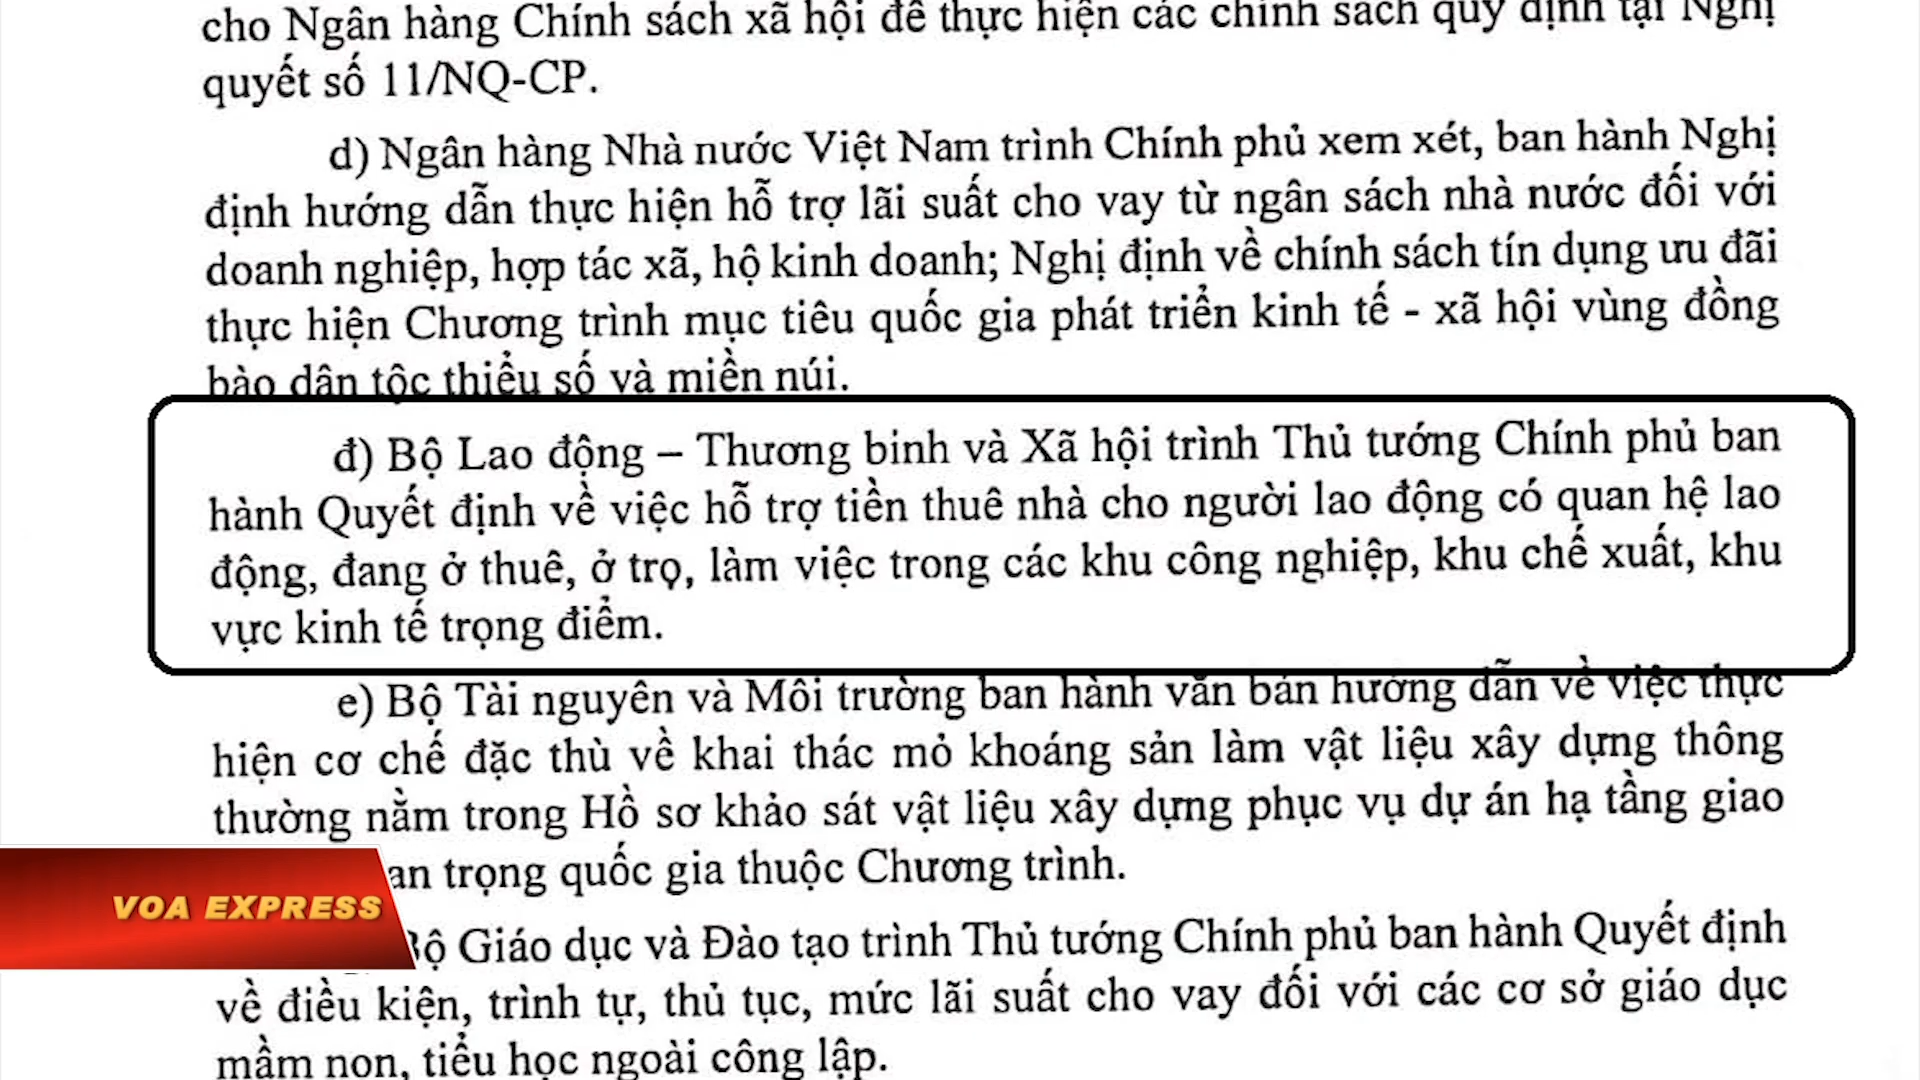 cho Ngân hàng Chính sách xã hội để thực hiện các chính sách quy định tại Nghị
quyết số 11/NQ-CP.
d) Ngân hàng Nhà nước Việt Nam trình Chính phủ xem xét, ban hành Nghị
định hướng dẫn thực hiện hỗ trợ lãi suất cho vay từ ngân sách nhà nước đối với
doanh nghiệp, hợp tác xã, hộ kinh doanh; Nghị định về chính sách tín dụng ưu đãi
thực hiện Chương trình mục tiêu quốc gia phát triển kinh tế - xã hội vùng đồng
bào dân tộc thiểu số và miền núi.
đ) Bộ Lao động – Thương binh và Xã hội trình Thủ tướng Chính phủ ban
hành Quyết định về việc hỗ trợ tiền thuê nhà cho người lao động có quan hệ lao
động, đang ở thuê, ở trọ, làm việc trong các khu công nghiệp, khu chế xuất, khu
vực kinh tế trọng điểm.
e) Bộ Tài nguyên và Môi trường ban hành văn bản hướng dẫn về việc thực
hiện cơ chế đặc thù về khai thác mỏ khoáng sản làm vật liệu xây dựng thông
thường nằm trong Hồ sơ khảo sát vật liệu xây dựng phục vụ dự án hạ tầng giao
an trọng quốc gia thuộc Chương trình.
VOA EXPRESS
Bộ Giáo dục và Đào tạo trình Thủ tướng Chính phủ ban hành Quyết định
về điều kiện, trình tự, thủ tục, mức lãi suất cho vay đối với các cơ sở giáo dục
mầm non, tiểu học ngoài công lập.